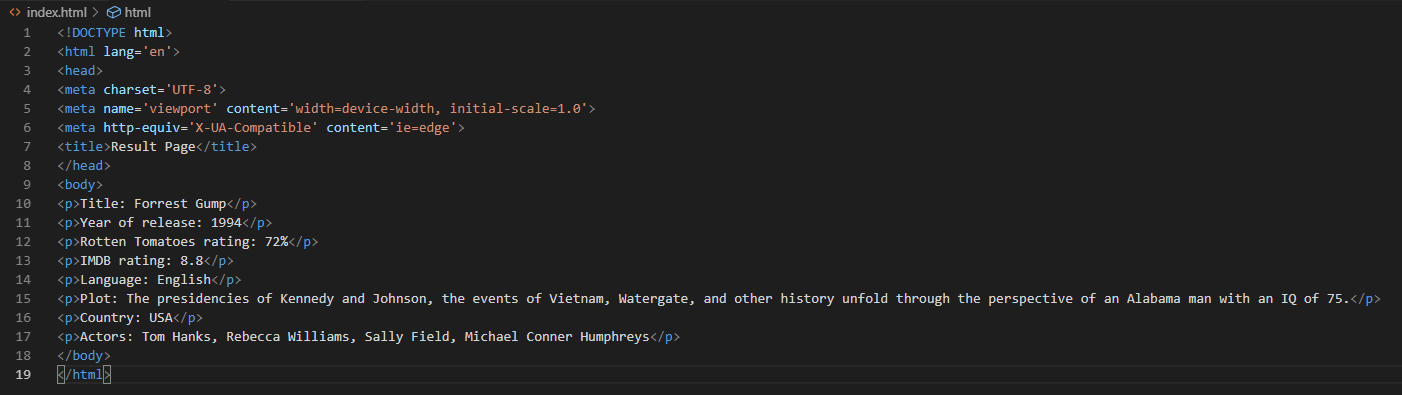 index.html > html
1 <!DOCTYPE html>
2 <html lang='en'>
3 <head>
4 <meta charset='UTF-8'>
5 <meta name='viewport' content='width=device-width, initial-scale=1.0'>
6 <meta http-equiv='X-UA-Compatible' content='ie=edge'>
7 <title>Result Page</title>
8 </head>
9 <body>
10 <p>Title: Forrest Gump</p>
11 <p>Year of release: 1994</p>
12 <p>Rotten Tomatoes rating: 72%</p>
13 <p>IMDB rating: 8.8</p>
14 <p>Language: English</p>
15 <p>Plot: The presidencies of Kennedy and Johnson, the events of Vietnam, Watergate, and other history unfold through the perspective of an Alabama man with an IQ of 75.</p>
16 <p>Country: USA</p>
17 <p>Actors: Tom Hanks, Rebecca Williams, Sally Field, Michael Conner Humphreys</p>
18 </body>
19 </html>